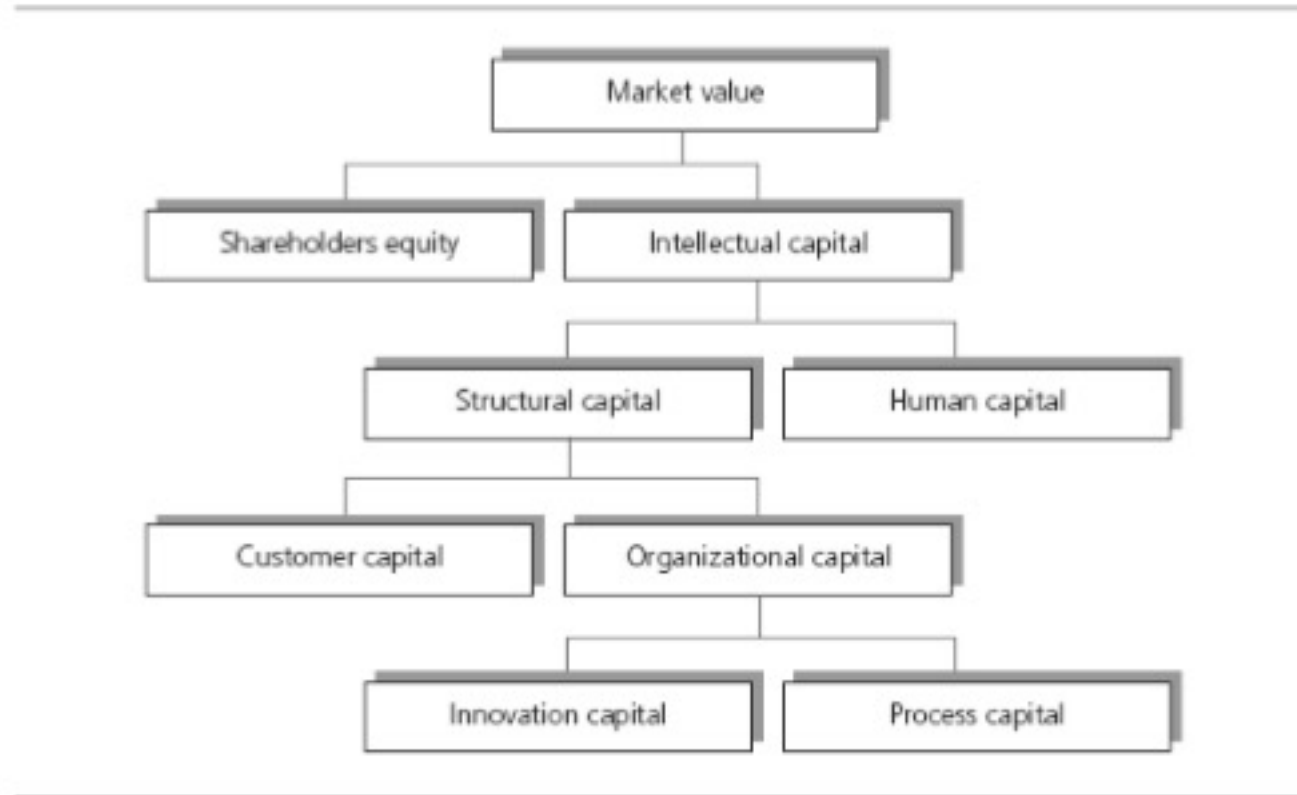 Market value
Shareholders equity
Intellectual capital
Structural capital
Human capital
Customer capital
Organizational capital
Innovation capital
Process capital